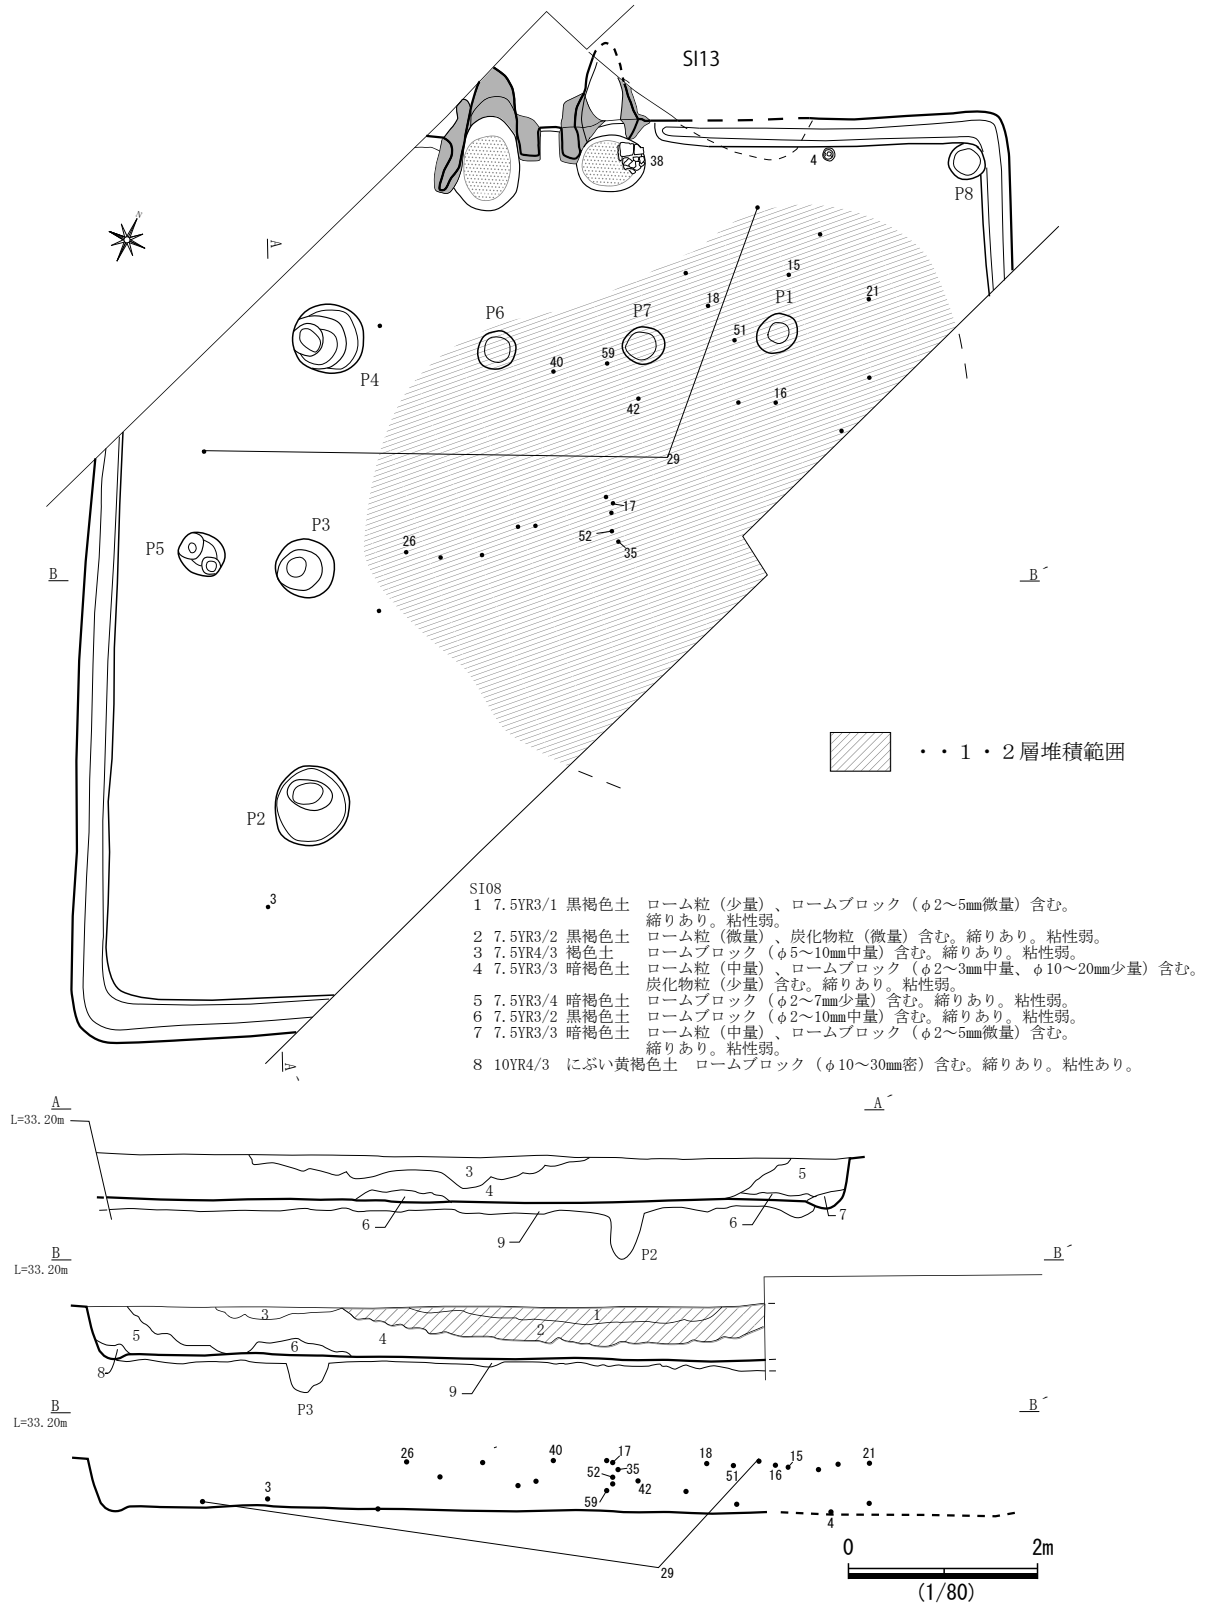 SI13
N
38
4
P8
A
15
18
P1
21
P6
P7
51
59
40
P4
42
16
29
17
P3
26
52
P5
35
B
B´
・・１・２層堆積範囲
P2
3
A´
SI08
1 7.5YR3/1 黒褐色土　ローム粒（少量）、ロームブロック（φ2～5㎜微量）含む。
締りあり。粘性弱。
2 7.5YR3/2 黒褐色土　ローム粒（微量）、炭化物粒（微量）含む。締りあり。粘性弱。
3 7.5YR4/3 褐色土　ロームブロック（φ5～10㎜中量）含む。締りあり。粘性弱。
4 7.5YR3/3 暗褐色土　ローム粒（中量）、ロームブロック（φ2～3㎜中量、φ10～20㎜少量）含む。
炭化物粒（少量）含む。締りあり。粘性弱。
5 7.5YR3/4 暗褐色土　ロームブロック（φ2～7㎜少量）含む。締りあり。粘性弱。
6 7.5YR3/2 黒褐色土　ロームブロック（φ2～10㎜中量）含む。締りあり。粘性弱。
7 7.5YR3/3 暗褐色土　ローム粒（中量）、ロームブロック（φ2～5㎜微量）含む。
締りあり。粘性弱。
8 10YR4/3　にぶい黄褐色土　ロームブロック（φ10～30㎜密）含む。締りあり。粘性あり。
A
A´
L=33.20m
3
5
4
6
6
7
9
P2
B
B´
L=33.20m
3
1
5
2
6
4
8
9
P3
B
B´
L=33.20m
26
40
17
18
15
21
52
35
51
16
3
59
42
4
29
0
2m
(1/80)